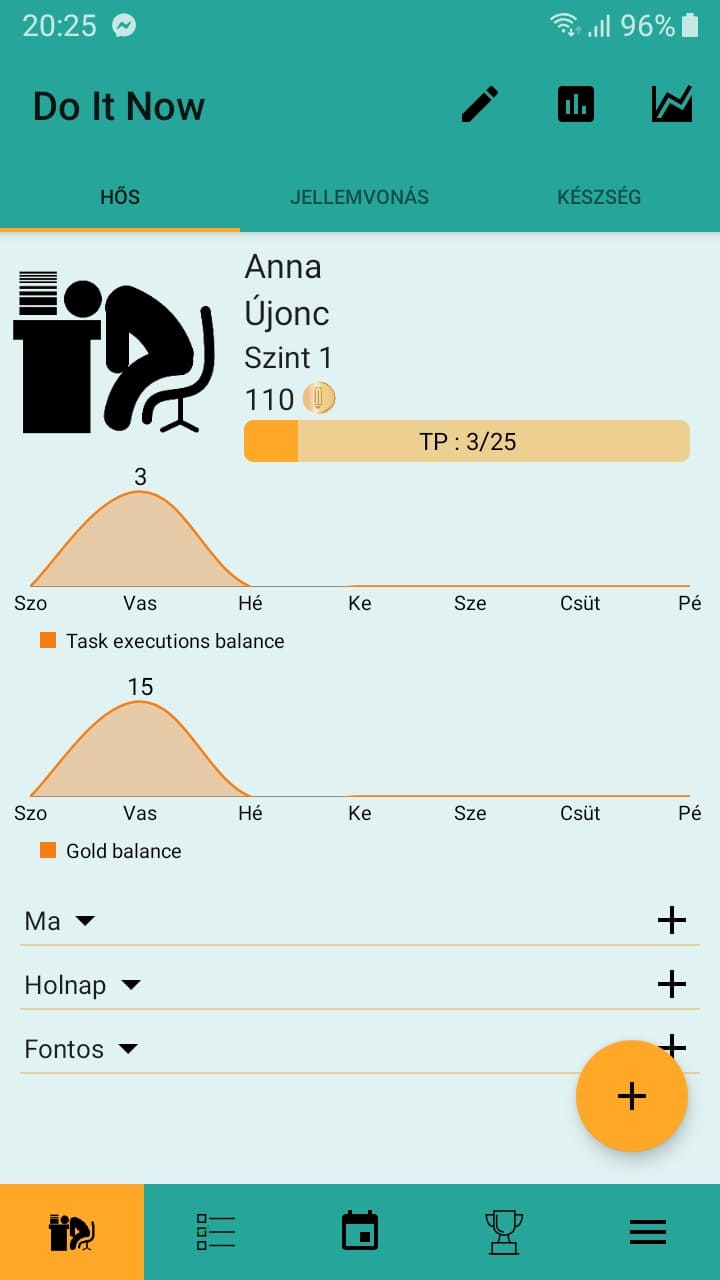 20:25 96%
Do It Now
HŐS JELLEMVONÁS KÉSZSÉG
Anna
Újonc
Szint 1
110
TP : 3/25
3
Szo Vas Hé Ke Sze Csüt Pé
Task executions balance
15
Szo Vas Hé Ke Sze Csüt Pé
Gold balance
Ma
Holnap
Fontos